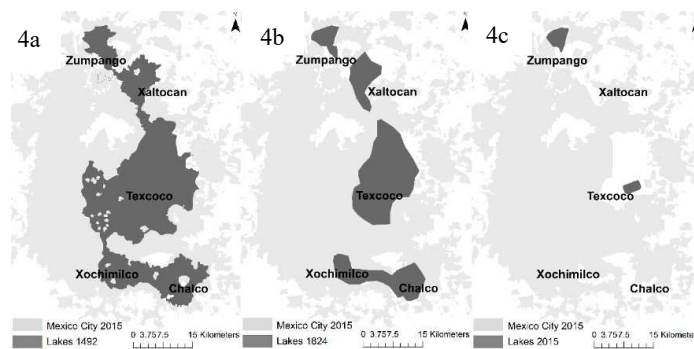 4a
Zumpango
Xaltocan
Texcoco
Xochimilco
Chalco
Mexico City 2015
Lakes 1492
0 3.757.5 15 Kilometers
4b
Zumpango
Xaltocan
Texcoco
Xochimilco
Chalco
Mexico City 2015
Lakes 1824
0 3.757.5 15 Kilometers
4c
Zumpango
Xaltocan
Texcoco
Xochimilco
Chalco
Mexico City 2015
Lakes 2015
0 3.757.5 15 Kilometers